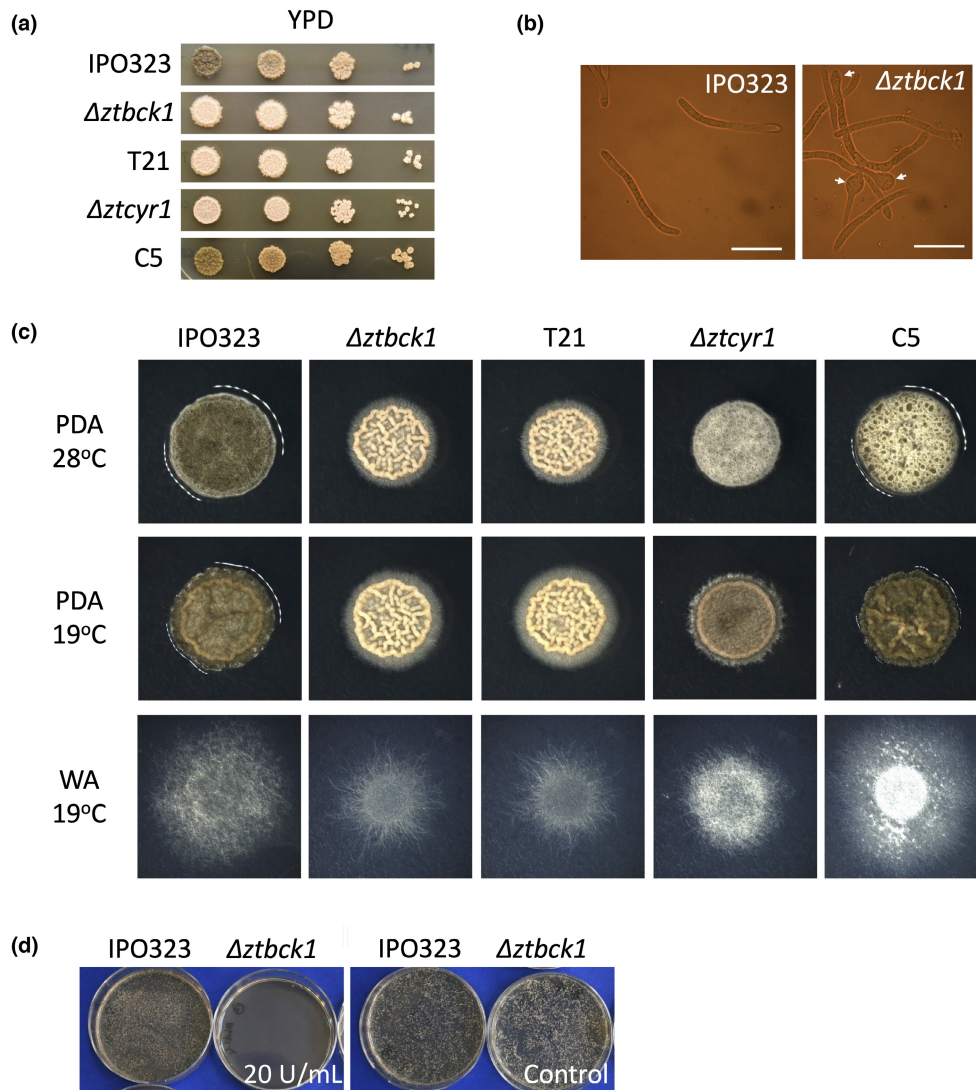 (a)
YPD
IPO323
Δztbck1
T21
Δztcyr1
C5
(b)
IPO323
Δztbck1
(c)
IPO323 Δztbck1 T21 Δztcyr1 C5
PDA
28°C
PDA
19°C
WA
19°C
(d)
IPO323 Δztbck1 IPO323 Δztbck1
20 U/mL Control